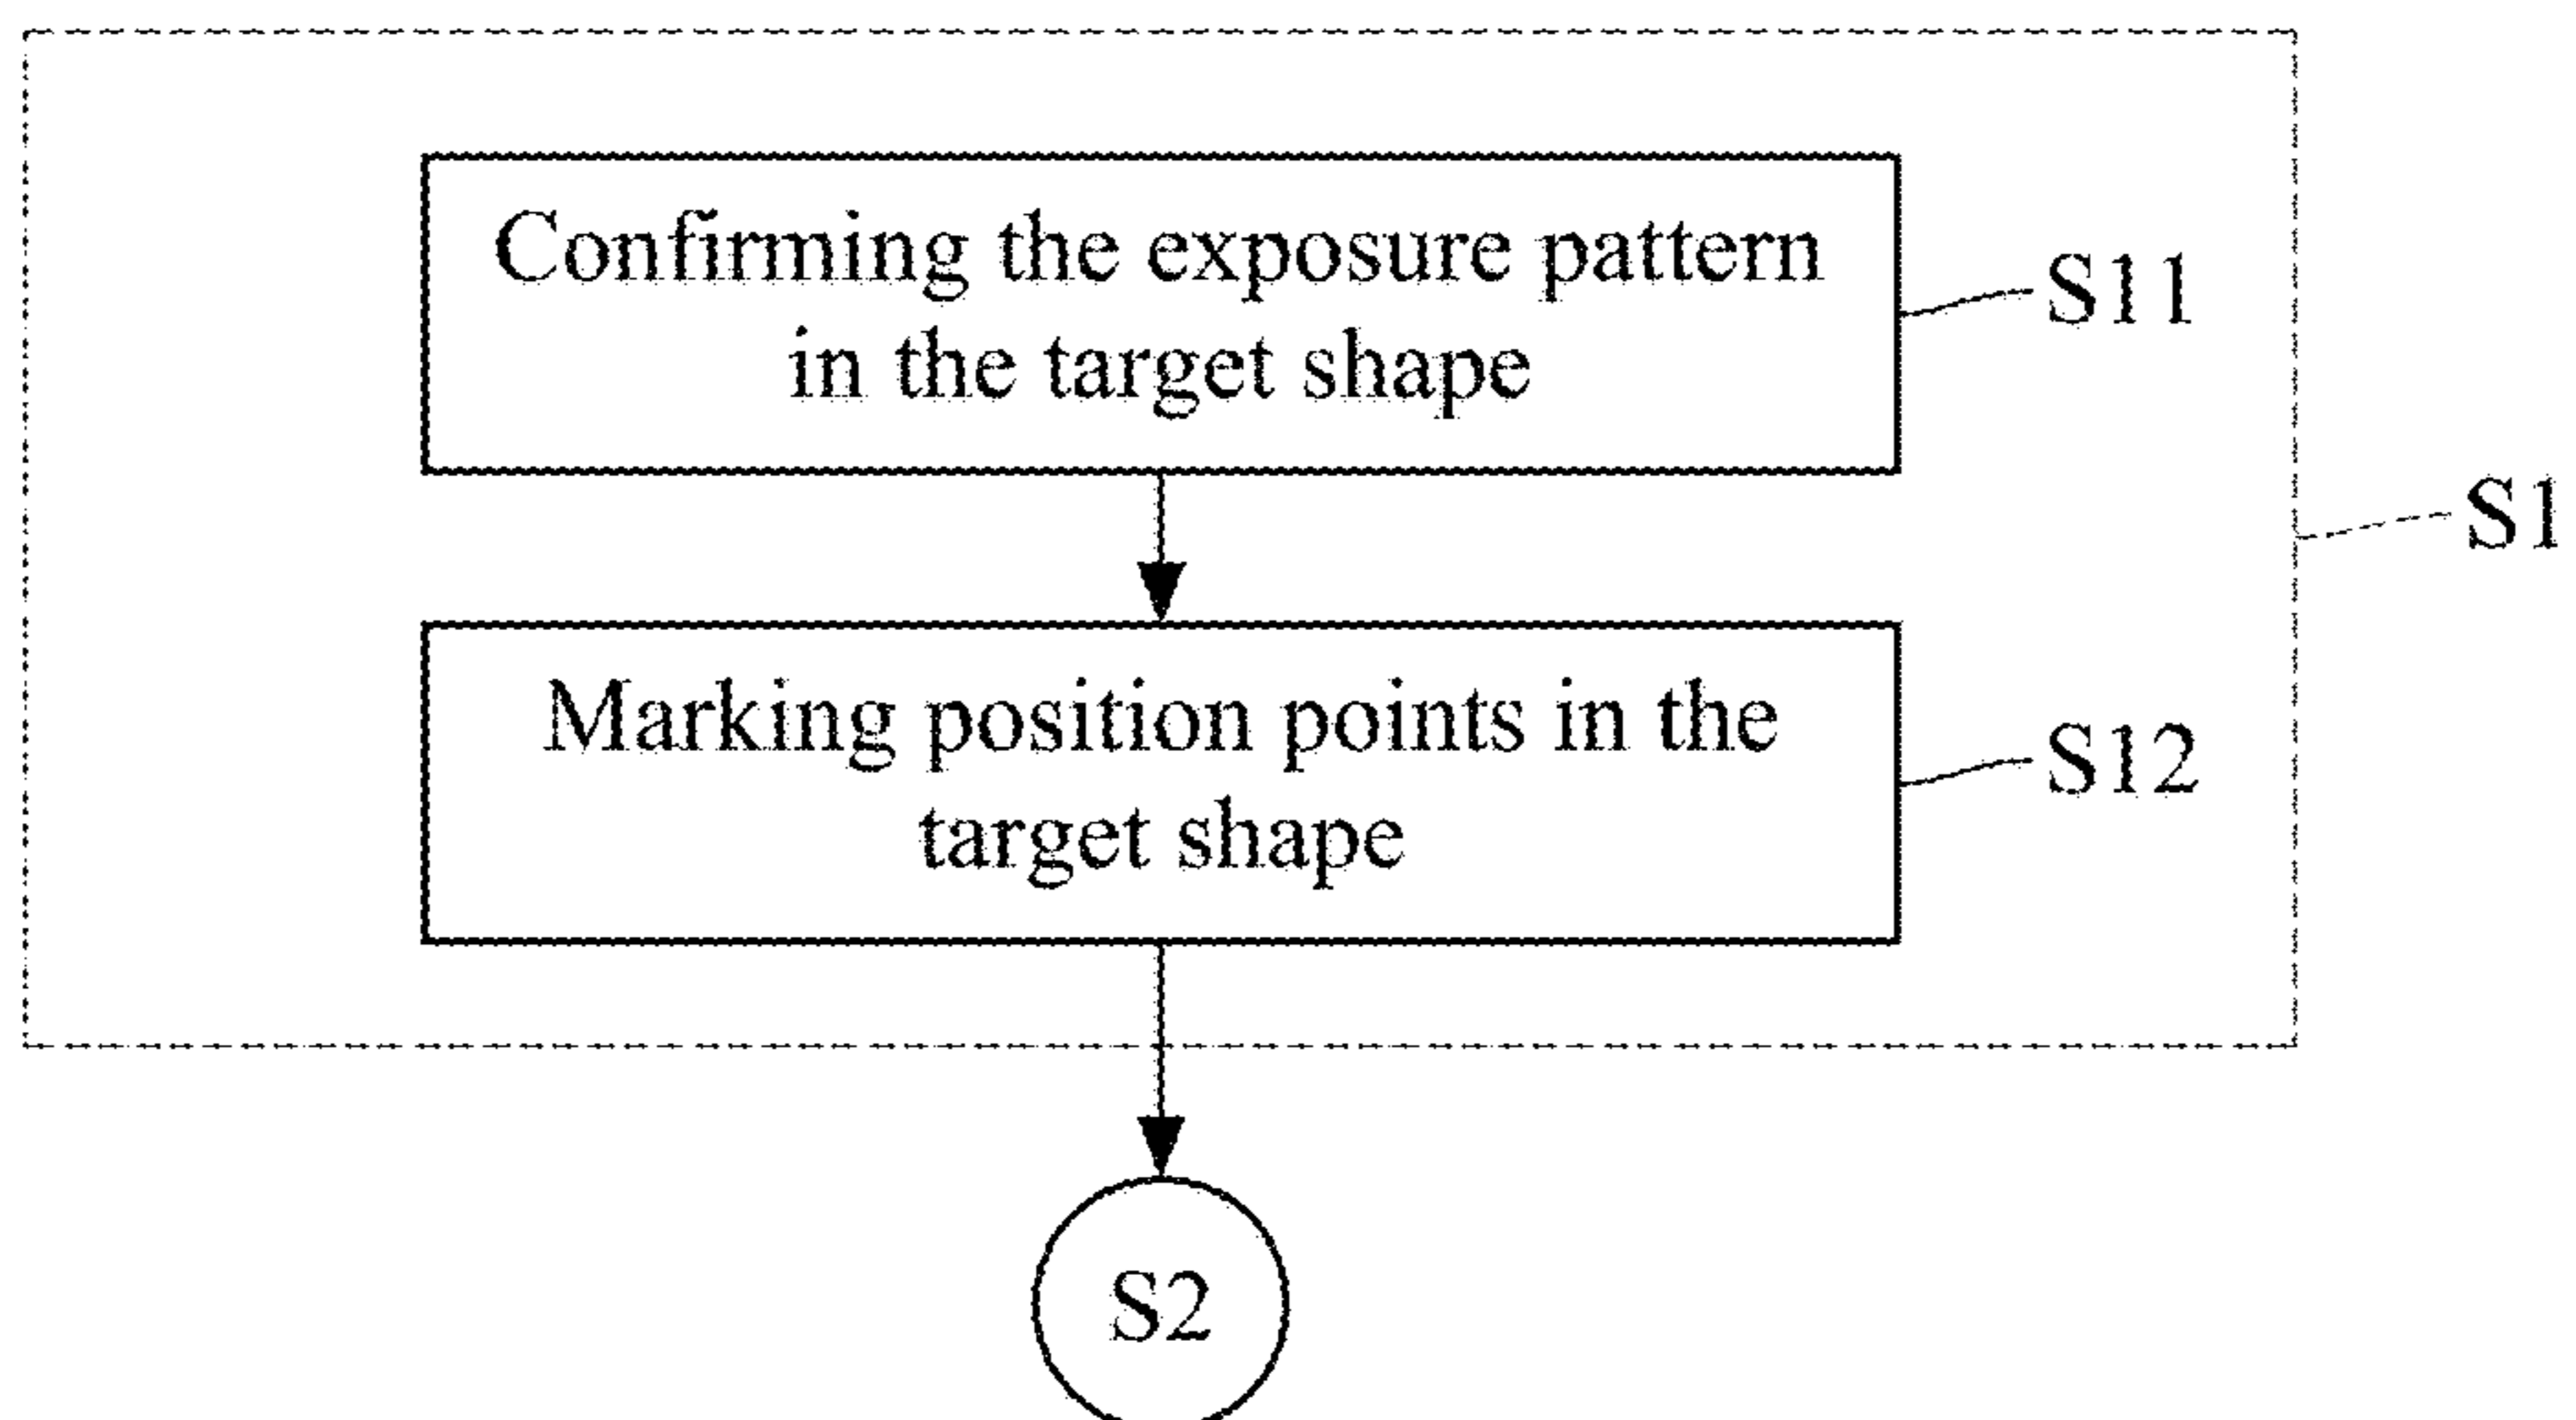 Confirming the exposure pattern
in the target shape
S11
S1
Marking position points in the
target shape
S12
S2